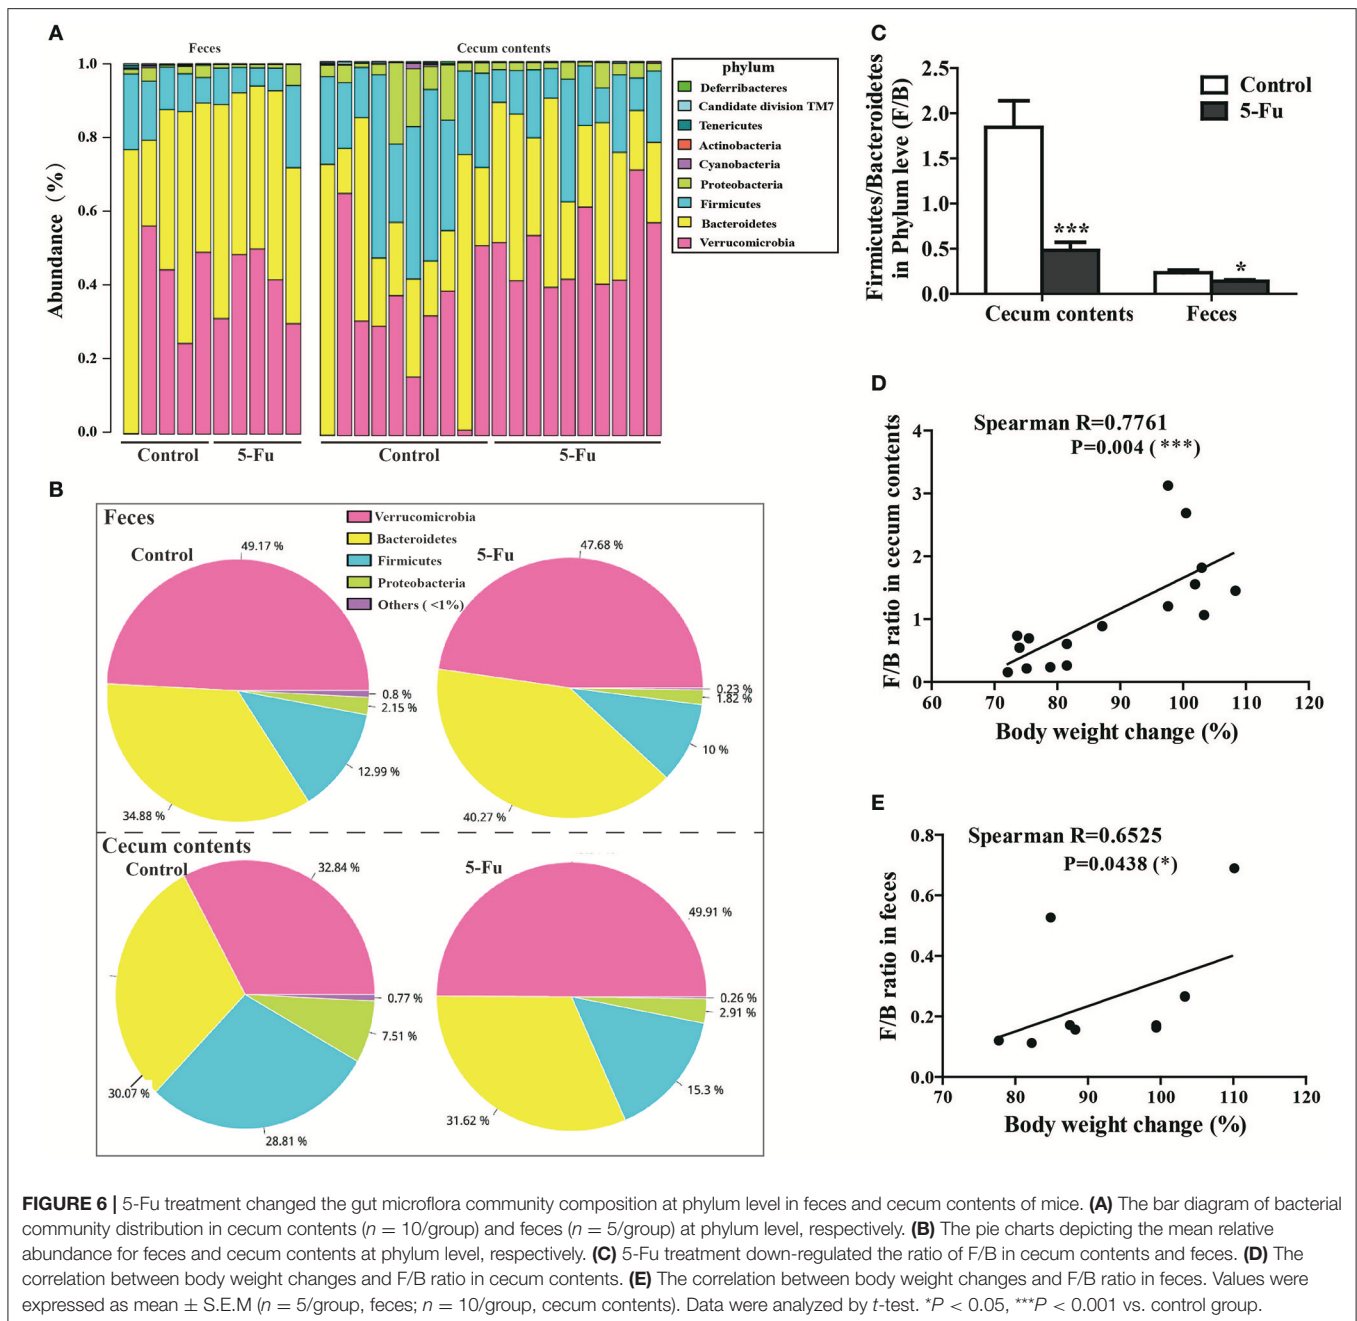 A
Feces
Cecum contents
1.0
0.8
0.6
0.4
0.2
0.0
Abundance (%)
Control
5-Fu
Control
5-Fu
phylum
Deferribacteres
Candidate division TM7
Tenericutes
Actinobacteria
Cyanobacteria
Proteobacteria
Firmicutes
Bacteroidetes
Verrucomicrobia
B
Feces
Control
49.17 %
0.8 %
2.15 %
12.99 %
34.88 %
Verrucomicrobia
Bacteroidetes
Firmicutes
Proteobacteria
Others ( <1%)
5-Fu
47.68 %
0.23 %
1.82 %
10 %
40.27 %
Cecum contents
Control
32.84 %
0.77 %
7.51 %
28.81 %
30.07 %
5-Fu
49.91 %
0.26 %
2.91 %
15.3 %
31.62 %
C
Firmicutes/Bacteroidetes
in Phylum leve (F/B)
2.5
2.0
1.5
1.0
0.5
0.0
Control
5-Fu
***
*
Cecum contents
Feces
D
Spearman R=0.7761
P=0.004 (***)
F/B ratio in cecum contents
4
3
2
1
0
60
70
80
90
100
110
120
Body weight change (%)
E
Spearman R=0.6525
P=0.0438 (*)
F/B ratio in feces
0.8
0.6
0.4
0.2
0.0
70
80
90
100
110
120
Body weight change (%)
FIGURE 6 | 5-Fu treatment changed the gut microflora community composition at phylum level in feces and cecum contents of mice. (A) The bar diagram of bacterial
community distribution in cecum contents (n = 10/group) and feces (n = 5/group) at phylum level, respectively. (B) The pie charts depicting the mean relative
abundance for feces and cecum contents at phylum level, respectively. (C) 5-Fu treatment down-regulated the ratio of F/B in cecum contents and feces. (D) The
correlation between body weight changes and F/B ratio in cecum contents. (E) The correlation between body weight changes and F/B ratio in feces. Values were
expressed as mean ± S.E.M (n = 5/group, feces; n = 10/group, cecum contents). Data were analyzed by t-test. *P < 0.05, ***P < 0.001 vs. control group.